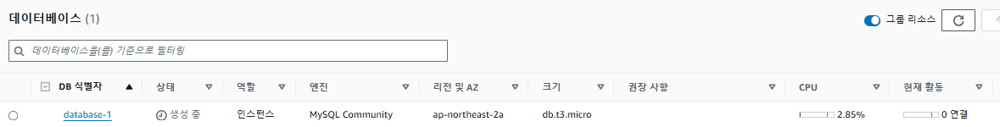 데이터베이스 (1)
그룹 리소스
데이터베이스을(를) 기준으로 필터링
DB 식별자 상태 역할 엔진 리전 및 AZ 크기 권장 사항 CPU 현재 활동
database-1 생성 중 인스턴스 MySQL Community ap-northeast-2a db.t3.micro 2.85% 0 연결